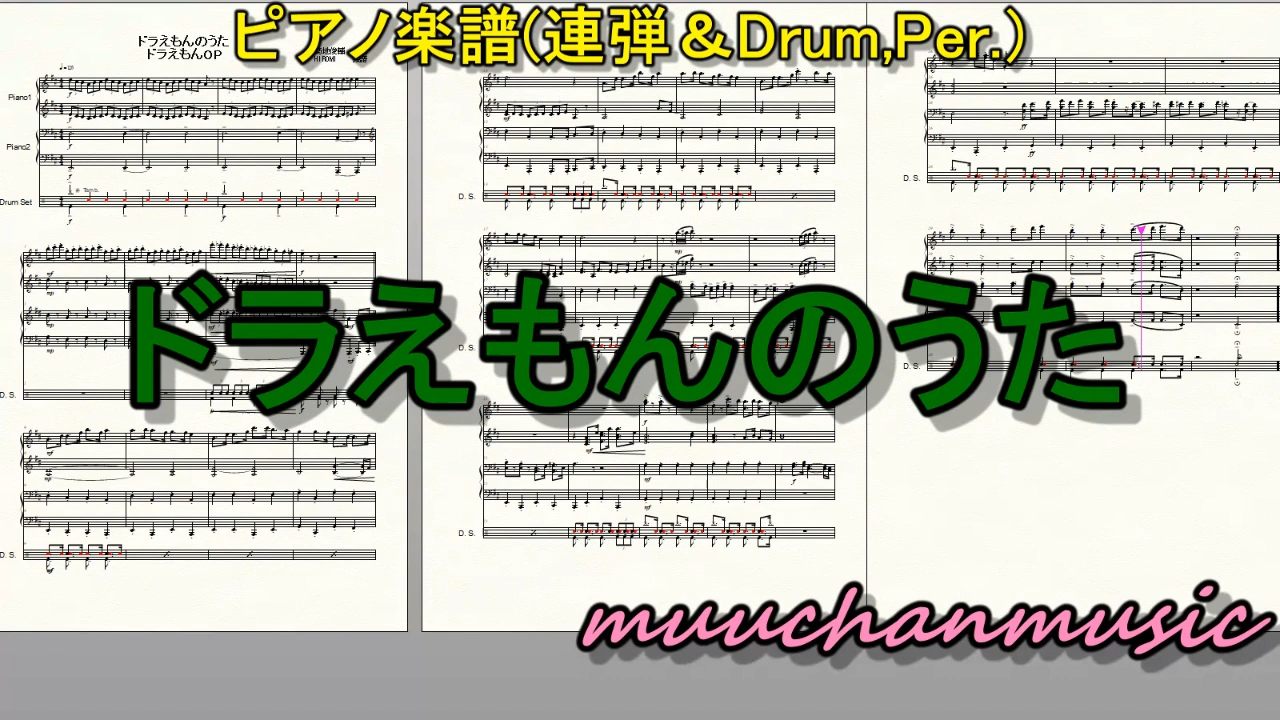 ピアノ楽譜(連弾&Drum,Per.)
ドラえもんのうた
ドラえもんOP
Piano1
Piano2
Drum Set
D. S.
D. S.
D. S.
D. S.
D. S.
D. S.
D. S.
ドラえもんのうた
muuchanmusic